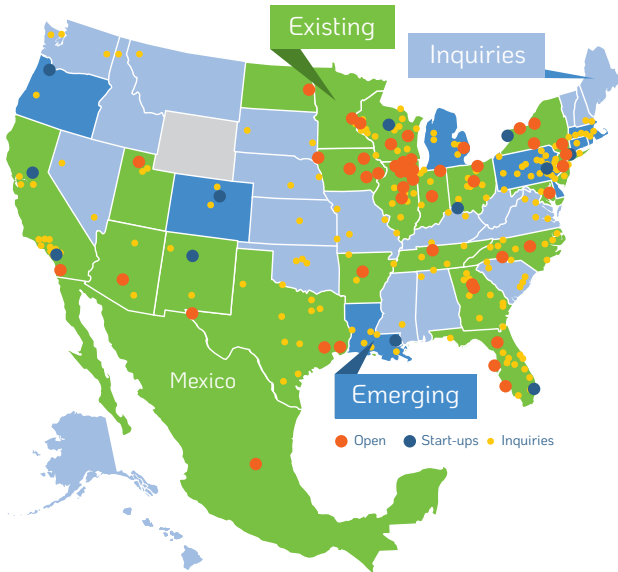 Existing
Inquiries
Mexico
Emerging
Open
Start-ups
Inquiries